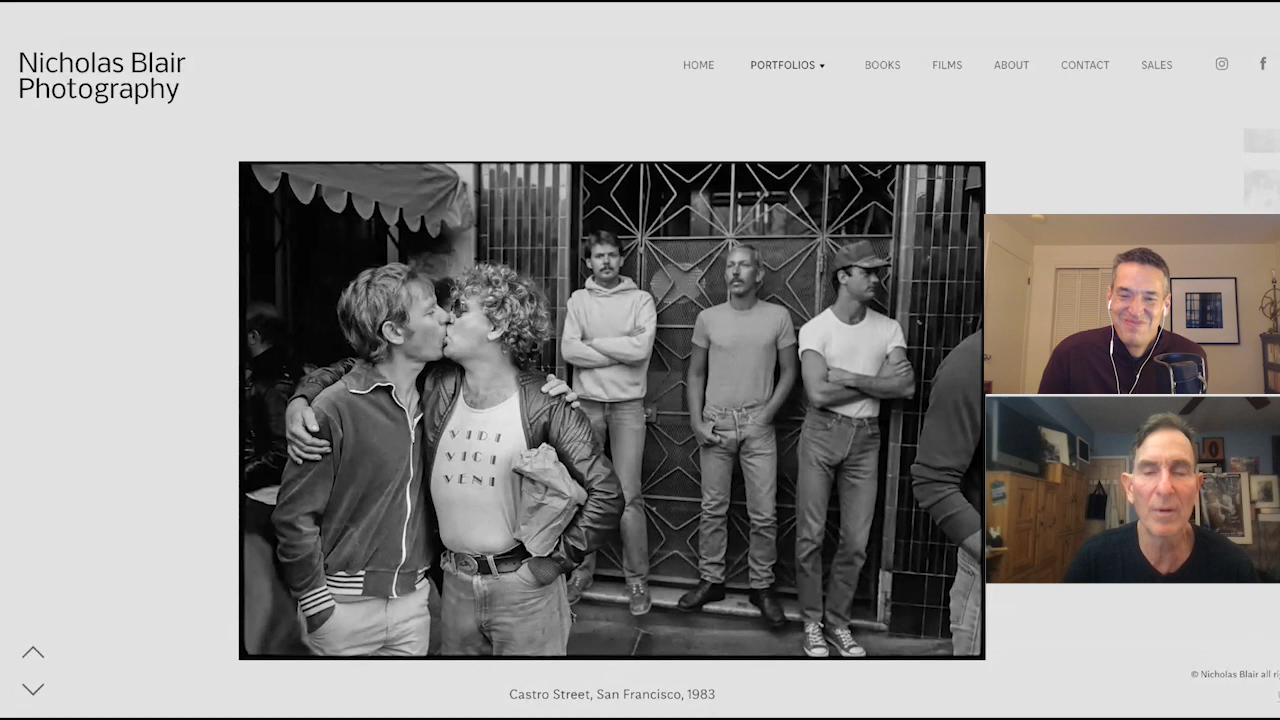 Nicholas Blair
Photography
HOME PORTFOLIOS BOOKS FILMS ABOUT CONTACT SALES
VIDI
VICI
VENI
Castro Street, San Francisco, 1983
© Nicholas Blair all